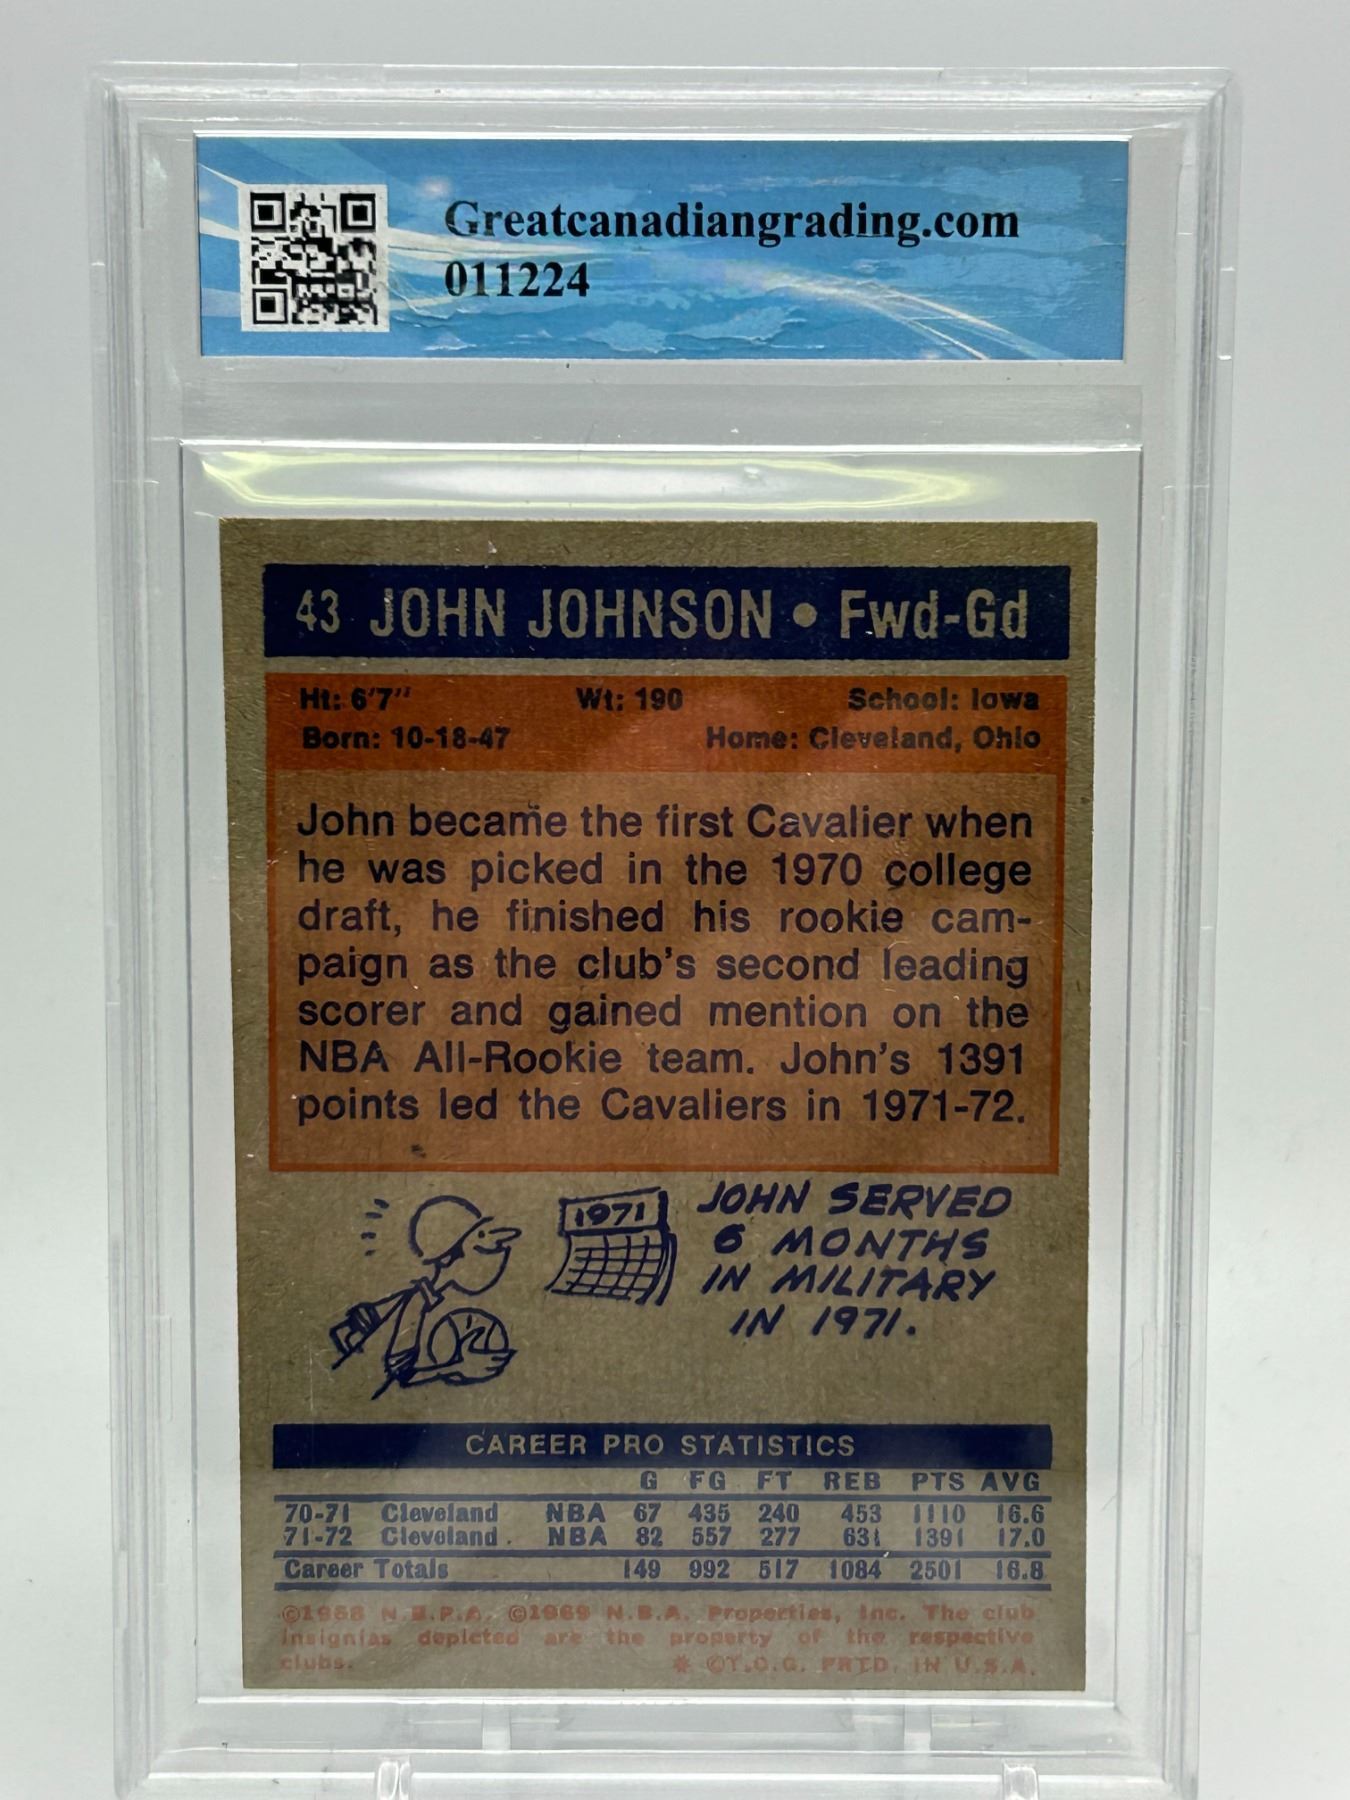 Greatcanadiangrading.com
011224
43 JOHN JOHNSON • Fwd-Gd
Ht: 6'7" Wt: 190 School: Iowa
Born: 10-18-47 Home: Cleveland, Ohio
John became the first Cavalier when
he was picked in the 1970 college
draft, he finished his rookie cam-
paign as the club's second leading
scorer and gained mention on the
NBA All-Rookie team. John's 1391
points led the Cavaliers in 1971-72.
1971
JOHN SERVED
6 MONTHS
IN MILITARY
IN 1971.
CAREER PRO STATISTICS
G FG FT REB PTS AVG
70-71 Cleveland NBA 67 435 240 453 1110 16.6
71-72 Cleveland NBA 82 557 277 631 1391 17.0
Career Totals 149 992 517 1084 2501 16.8
©1968 N.B.P.A. ©1969 N.B.A. Properties, Inc. The club
insignias depicted are the property of the respective
clubs. * ©T.C.G. PRTD. IN U.S.A.